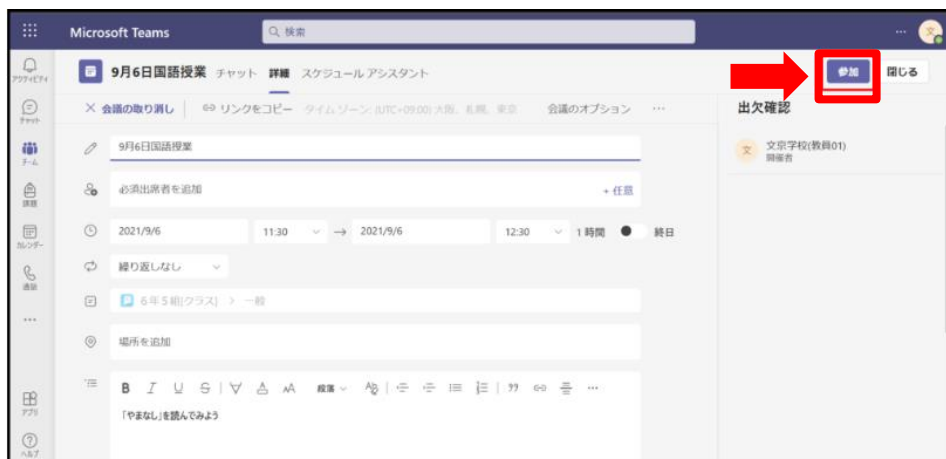 Microsoft Teams
検索
9月6日国語授業 チャット 詳細 スケジュール アシスタント
参加 閉じる
× 会議の取り消し リンクをコピー タイム ゾーン: (UTC+09:00) 大阪、札幌、東京 会議のオプション …
出欠確認
9月6日国語授業
文 文京学校(教員01)
開催者
必須出席者を追加 + 任意
2021/9/6 11:30 → 2021/9/6 12:30 1 時間 終日
繰り返しなし
6年5組[クラス] > 一般
場所を追加
B I U S A AA 段落
「やまなし」を読んでみよう
アクティビティ
チャット
チーム
課題
カレンダー
通話
…
アプリ
ヘルプ